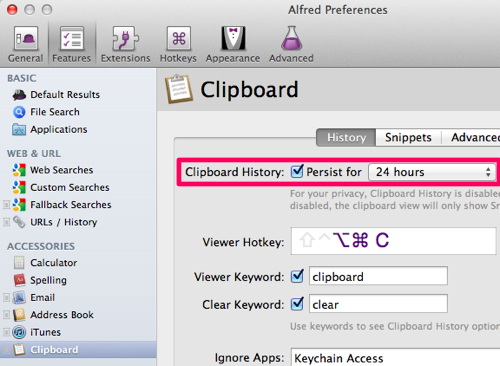 Alfred Preferences
General Features Extensions Hotkeys Appearance Advanced
BASIC
Default Results
File Search
Applications
WEB & URL
Web Searches
Custom Searches
Fallback Searches
URLs / History
ACCESSORIES
Calculator
Spelling
Email
Address Book
iTunes
Clipboard
Clipboard
History Snippets Advanced
Clipboard History: Persist for 24 hours
For your privacy, Clipboard History is disable
disabled, the clipboard view will only show Sn
Viewer Hotkey: ⇧⌃⌥⌘ C
Viewer Keyword: clipboard
Clear Keyword: clear
Use keywords to see Clipboard History option
Ignore Apps: Keychain Access